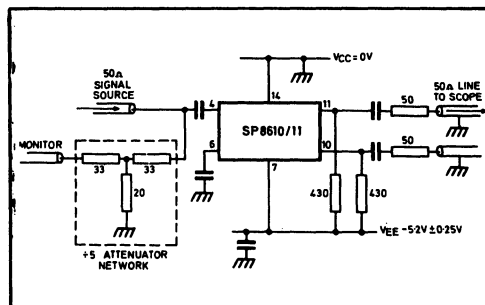 VCC = 0V
50Ω
SIGNAL
SOURCE
50Ω LINE
TO SCOPE
14
4
11
SP8610/11
50
MONITOR
6
10
50
33
33
7
20
430
430
VEE -5·2V ± 0·25V
÷5 ATTENUATOR
NETWORK